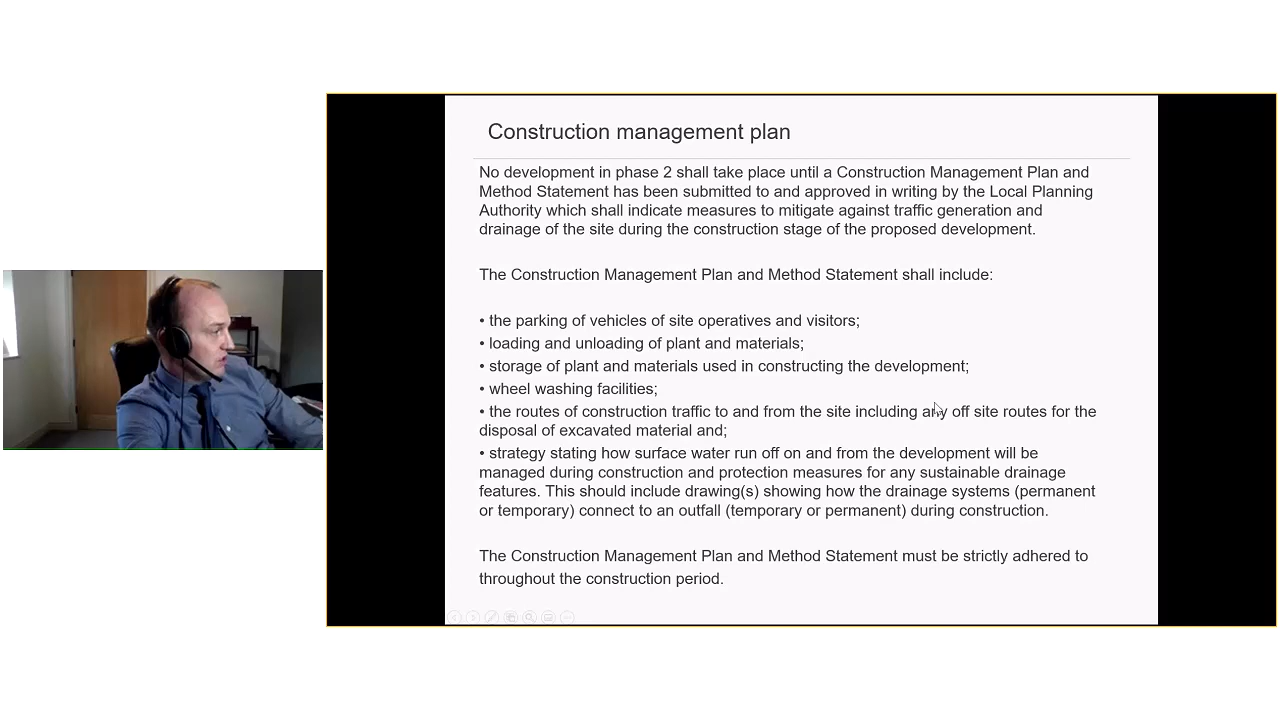 Construction management plan
No development in phase 2 shall take place until a Construction Management Plan and
Method Statement has been submitted to and approved in writing by the Local Planning
Authority which shall indicate measures to mitigate against traffic generation and
drainage of the site during the construction stage of the proposed development.
The Construction Management Plan and Method Statement shall include:
• the parking of vehicles of site operatives and visitors;
• loading and unloading of plant and materials;
• storage of plant and materials used in constructing the development;
• wheel washing facilities;
• the routes of construction traffic to and from the site including any off site routes for the
disposal of excavated material and;
• strategy stating how surface water run off on and from the development will be
managed during construction and protection measures for any sustainable drainage
features. This should include drawing(s) showing how the drainage systems (permanent
or temporary) connect to an outfall (temporary or permanent) during construction.
The Construction Management Plan and Method Statement must be strictly adhered to
throughout the construction period.